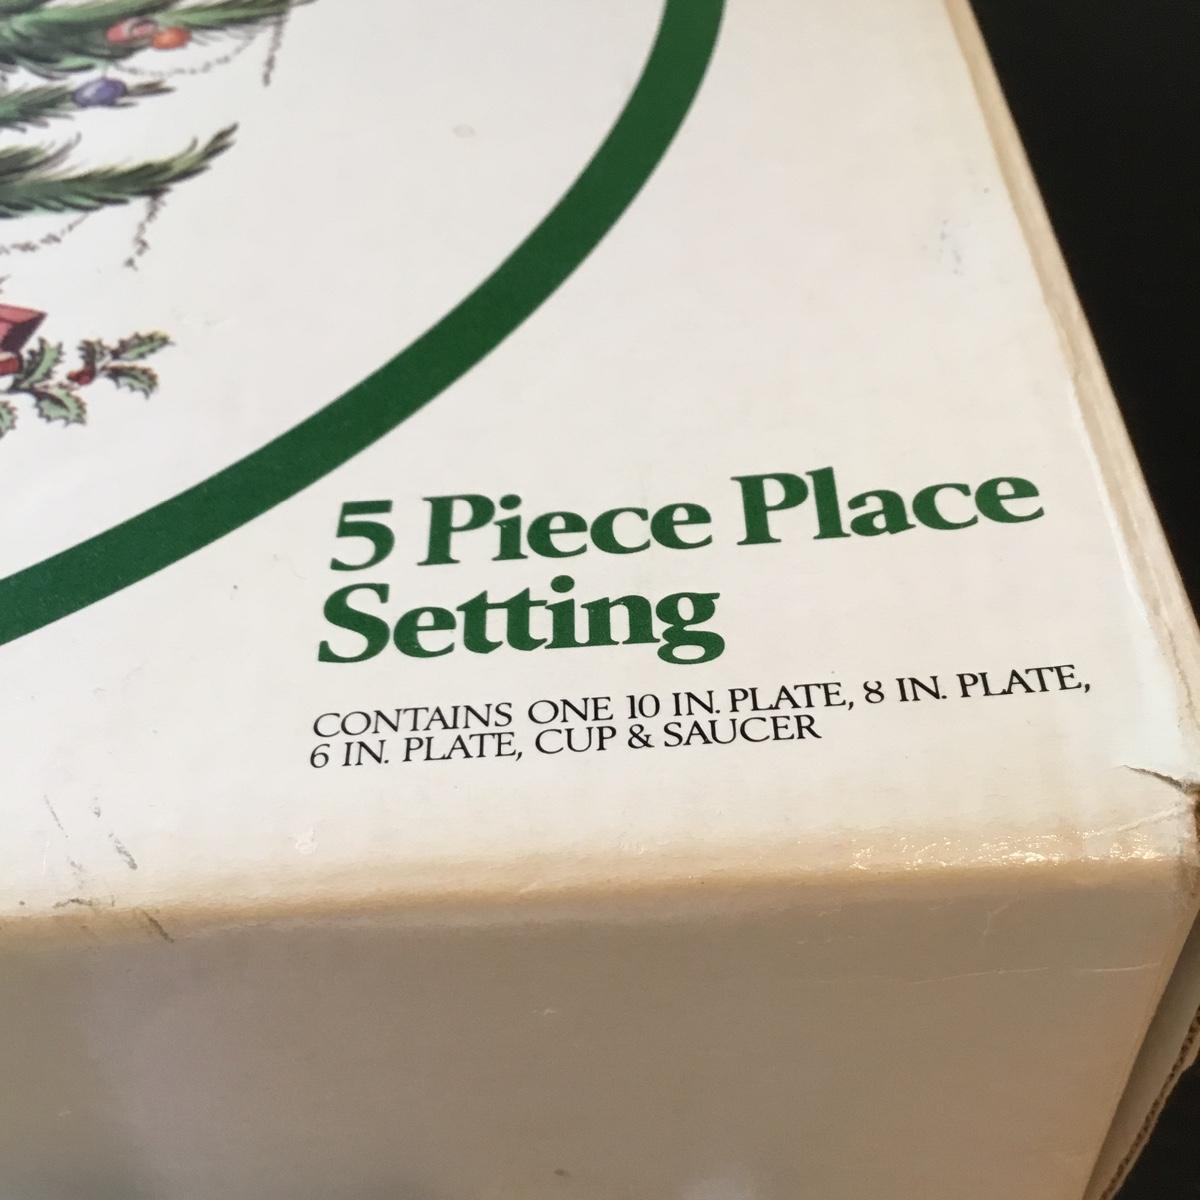 5 Piece Place
Setting
CONTAINS ONE 10 IN. PLATE, 8 IN. PLATE,
6 IN. PLATE, CUP & SAUCER